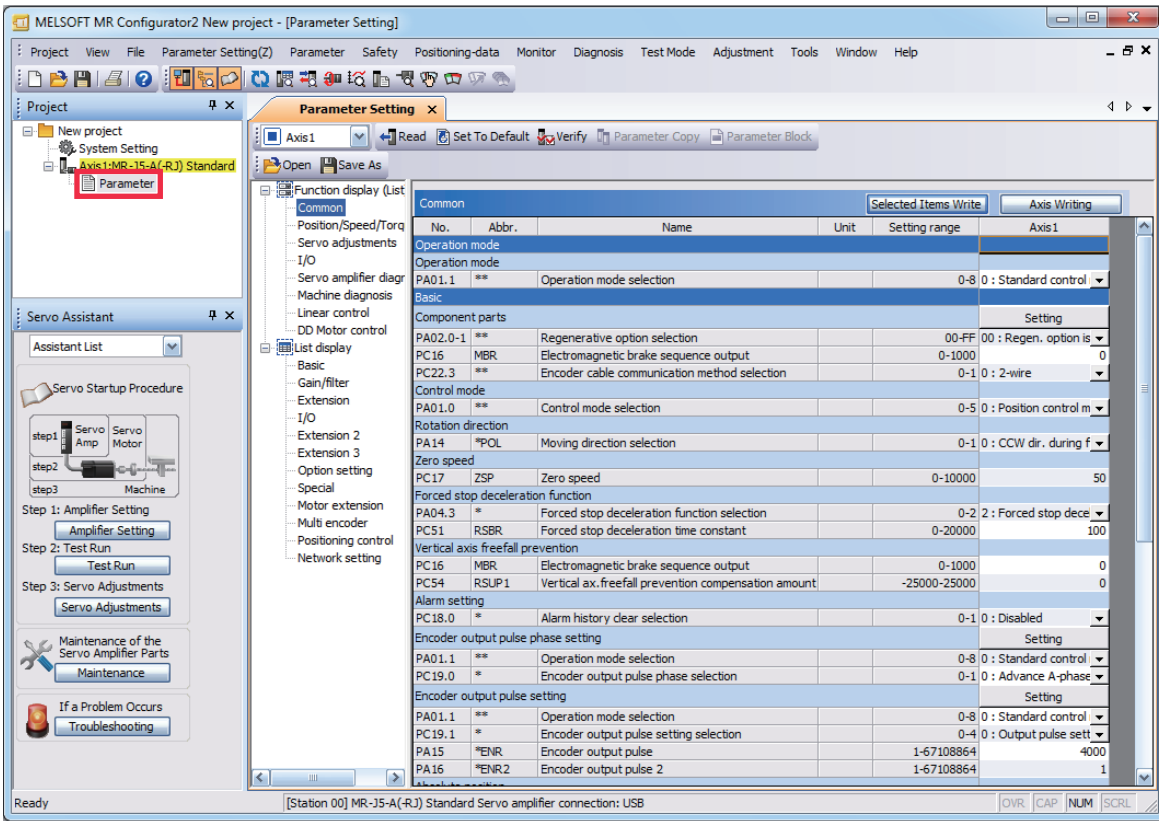 MELSOFT MR Configurator2 New project - [Parameter Setting]
Project View File Parameter Setting(Z) Parameter Safety Positioning-data Monitor Diagnosis Test Mode Adjustment Tools Window Help
Project
New project
System Setting
Axis1:MR-J5-A(-RJ) Standard
Parameter
Servo Assistant
Assistant List
Servo Startup Procedure
step1
Servo Amp
Servo Motor
step2
step3
Machine
Step 1: Amplifier Setting
Amplifier Setting
Step 2: Test Run
Test Run
Step 3: Servo Adjustments
Servo Adjustments
Maintenance of the
Servo Amplifier Parts
Maintenance
If a Problem Occurs
Troubleshooting
Parameter Setting
Axis1 Read Set To Default Verify Parameter Copy Parameter Block
Open Save As
Function display (List
Common
Position/Speed/Torq
Servo adjustments
I/O
Servo amplifier diagr
Machine diagnosis
Linear control
DD Motor control
List display
Basic
Gain/filter
Extension
I/O
Extension 2
Extension 3
Option setting
Special
Motor extension
Multi encoder
Positioning control
Network setting
Common Selected Items Write Axis Writing
No. Abbr. Name Unit Setting range Axis1
Operation mode
Operation mode
PA01.1 ** Operation mode selection 0-8 0 : Standard control
Basic
Component parts Setting
PA02.0-1 ** Regenerative option selection 00-FF 00 : Regen. option is
PC16 MBR Electromagnetic brake sequence output 0-1000 0
PC22.3 ** Encoder cable communication method selection 0-1 0 : 2-wire
Control mode
PA01.0 ** Control mode selection 0-5 0 : Position control m
Rotation direction
PA14 *POL Moving direction selection 0-1 0 : CCW dir. during f
Zero speed
PC17 ZSP Zero speed 0-10000 50
Forced stop deceleration function
PA04.3 * Forced stop deceleration function selection 0-2 2 : Forced stop dece
PC51 RSBR Forced stop deceleration time constant 0-20000 100
Vertical axis freefall prevention
PC16 MBR Electromagnetic brake sequence output 0-1000 0
PC54 RSUP1 Vertical ax.freefall prevention compensation amount -25000-25000 0
Alarm setting
PC18.0 * Alarm history clear selection 0-1 0 : Disabled
Encoder output pulse phase setting Setting
PA01.1 ** Operation mode selection 0-8 0 : Standard control
PC19.0 * Encoder output pulse phase selection 0-1 0 : Advance A-phase
Encoder output pulse setting Setting
PA01.1 ** Operation mode selection 0-8 0 : Standard control
PC19.1 * Encoder output pulse setting selection 0-4 0 : Output pulse sett
PA15 *ENR Encoder output pulse 1-67108864 4000
PA16 *ENR2 Encoder output pulse 2 1-67108864 1
Ready [Station 00] MR-J5-A(-RJ) Standard Servo amplifier connection: USB OVR CAP NUM SCRL